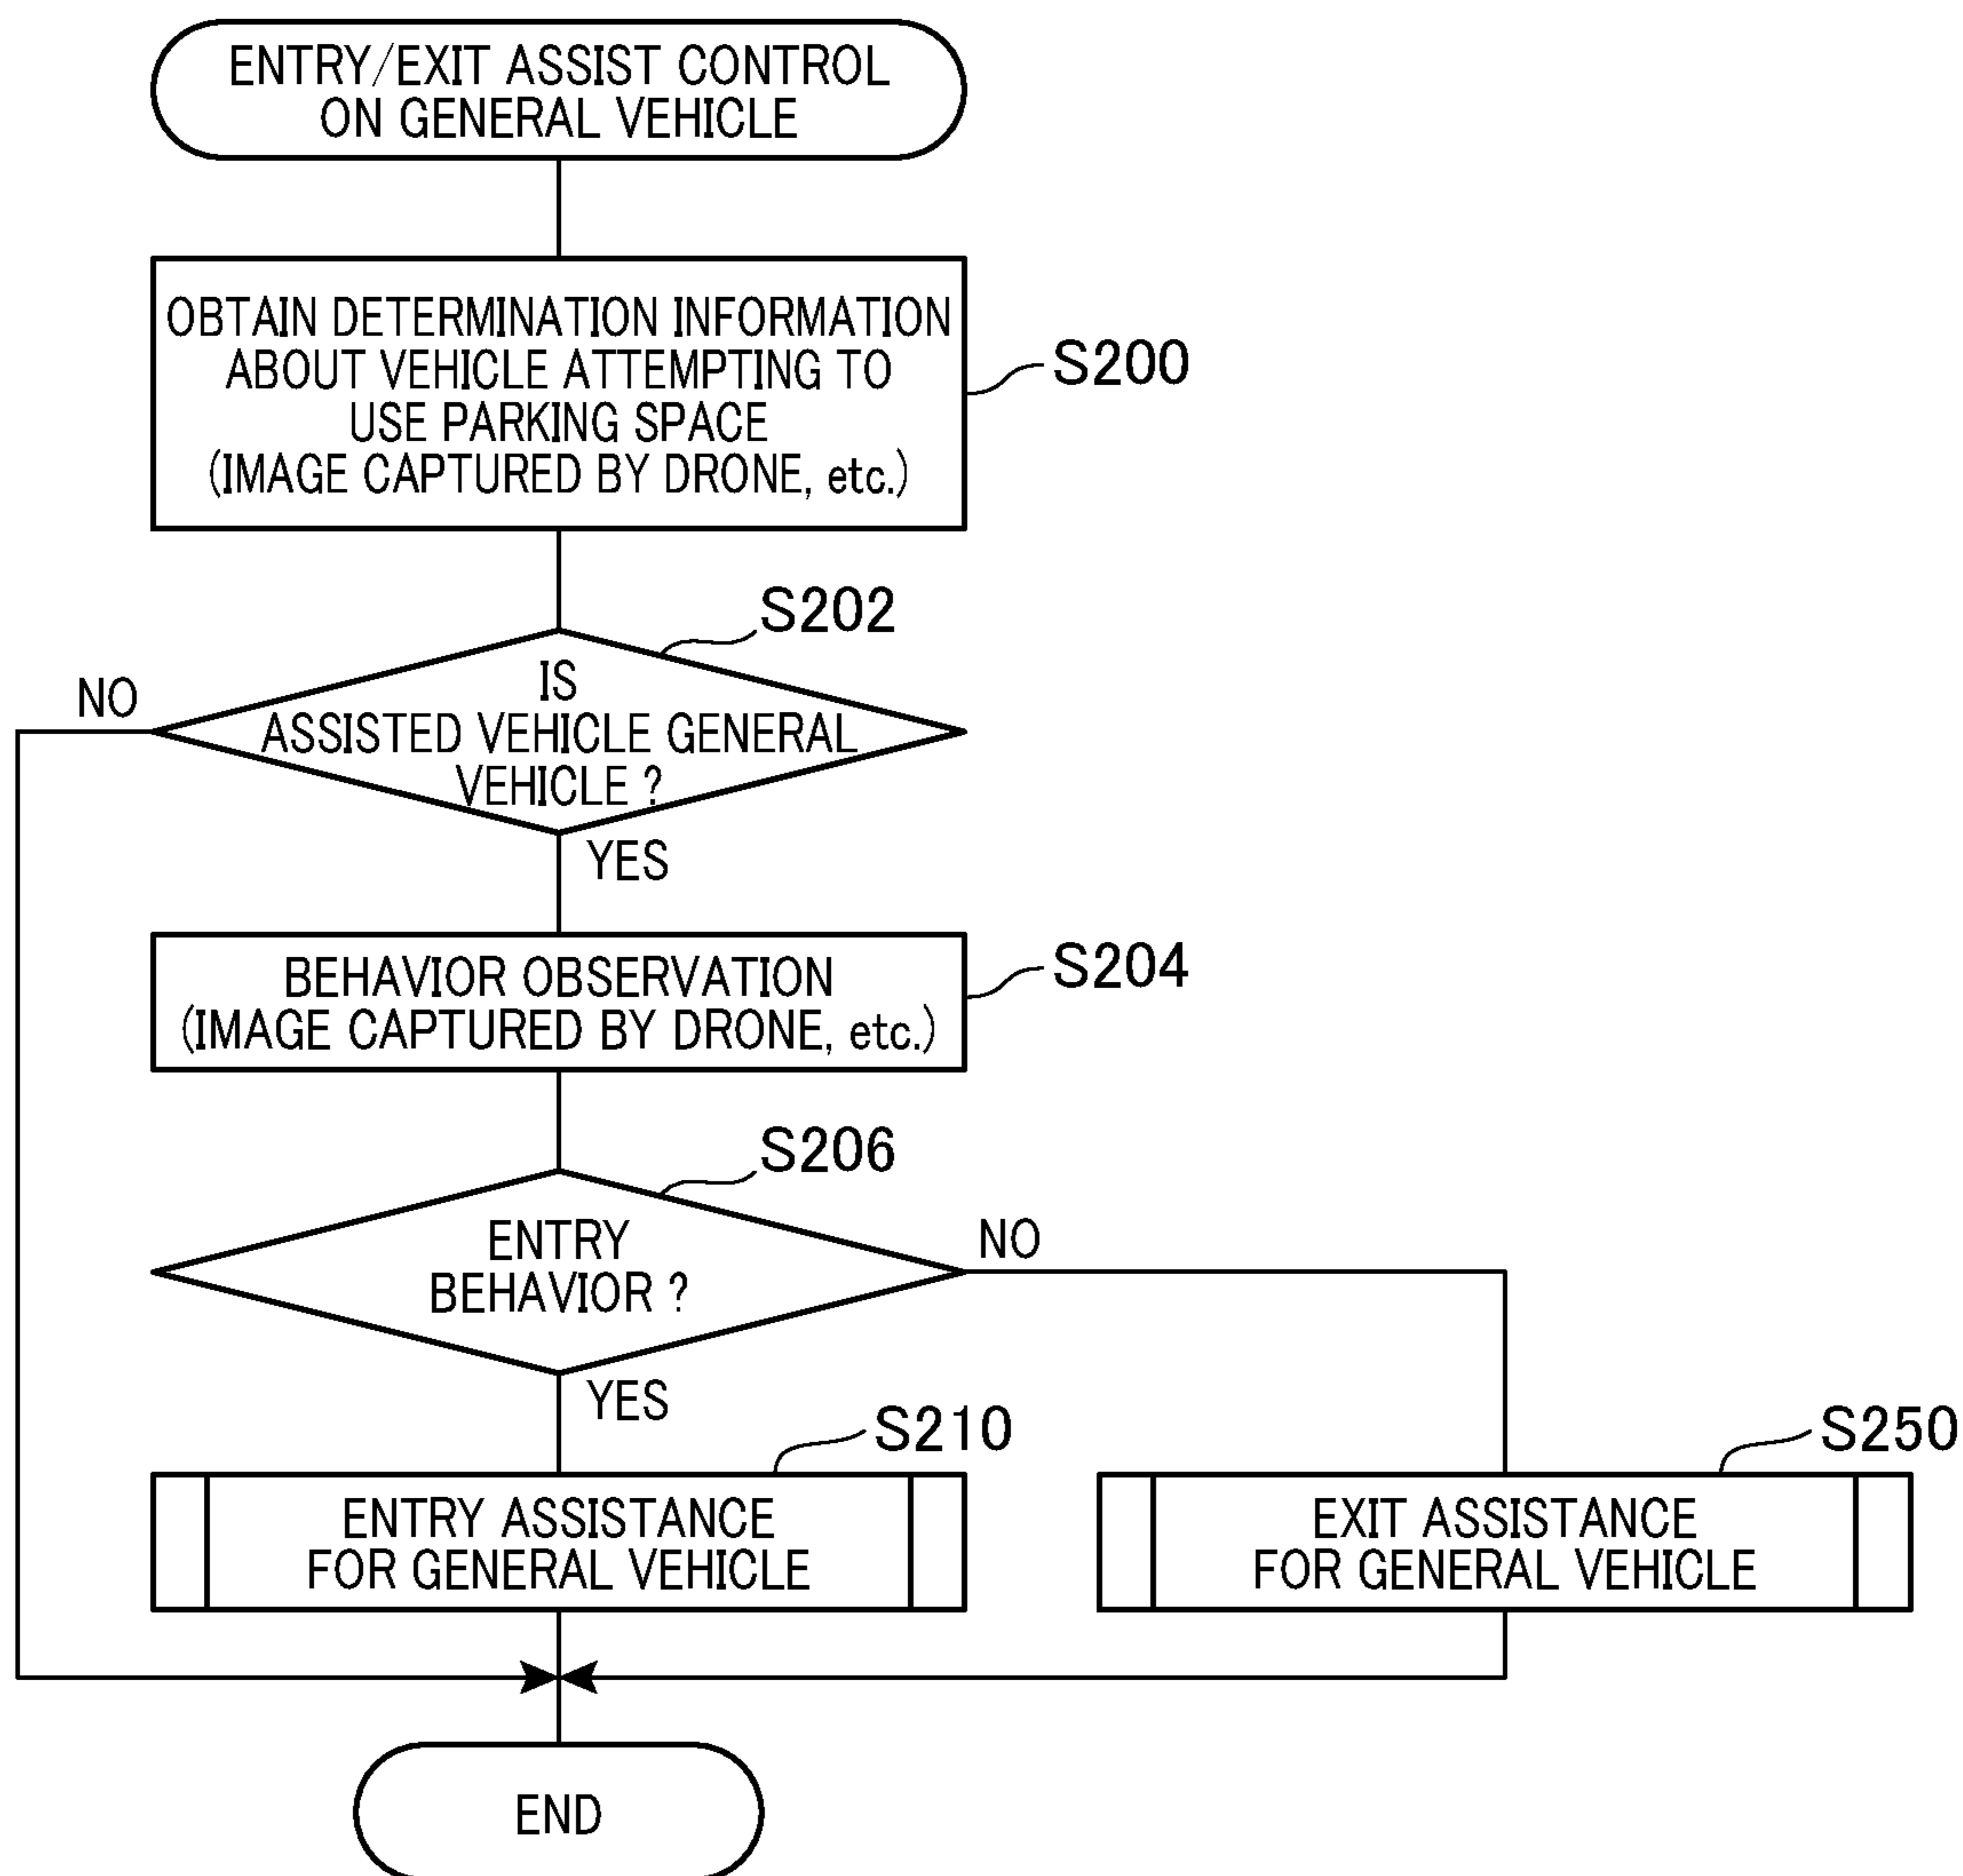 ENTRY/EXIT ASSIST CONTROL
ON GENERAL VEHICLE
OBTAIN DETERMINATION INFORMATION
ABOUT VEHICLE ATTEMPTING TO
USE PARKING SPACE
(IMAGE CAPTURED BY DRONE, etc.)
S200
S202
IS
ASSISTED VEHICLE GENERAL
VEHICLE ?
NO
YES
BEHAVIOR OBSERVATION
(IMAGE CAPTURED BY DRONE, etc.)
S204
S206
ENTRY
BEHAVIOR ?
NO
YES
S210
ENTRY ASSISTANCE
FOR GENERAL VEHICLE
S250
EXIT ASSISTANCE
FOR GENERAL VEHICLE
END